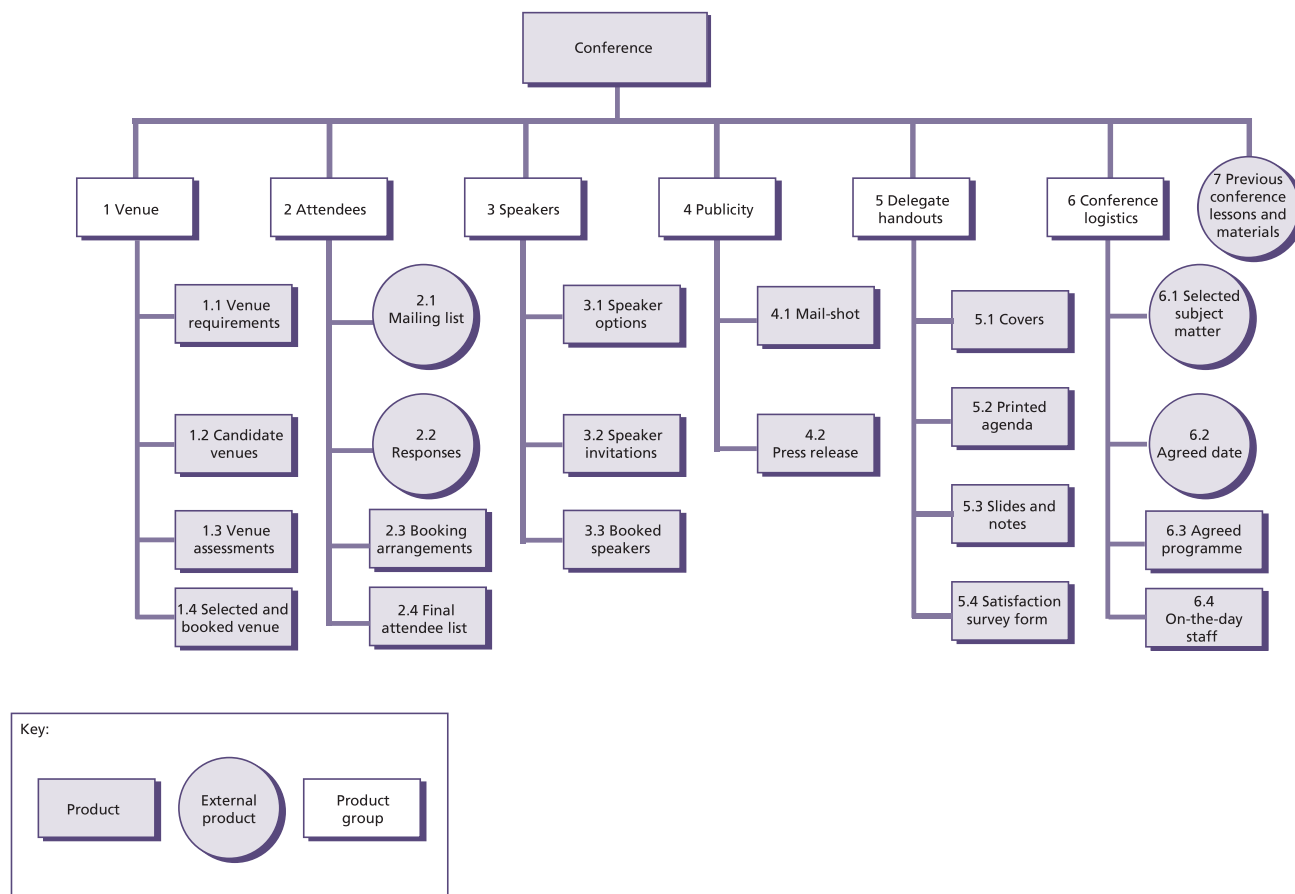 Conference
1 Venue
2 Attendees
3 Speakers
4 Publicity
5 Delegate
handouts
6 Conference
logistics
7 Previous
conference
lessons and
materials
1.1 Venue
requirements
1.2 Candidate
venues
1.3 Venue
assessments
1.4 Selected and
booked venue
2.1
Mailing list
2.2
Responses
2.3 Booking
arrangements
2.4 Final
attendee list
3.1 Speaker
options
3.2 Speaker
invitations
3.3 Booked
speakers
4.1 Mail-shot
4.2
Press release
5.1 Covers
5.2 Printed
agenda
5.3 Slides and
notes
5.4 Satisfaction
survey form
6.1 Selected
subject
matter
6.2
Agreed date
6.3 Agreed
programme
6.4
On-the-day
staff
Key:
Product
External
product
Product
group